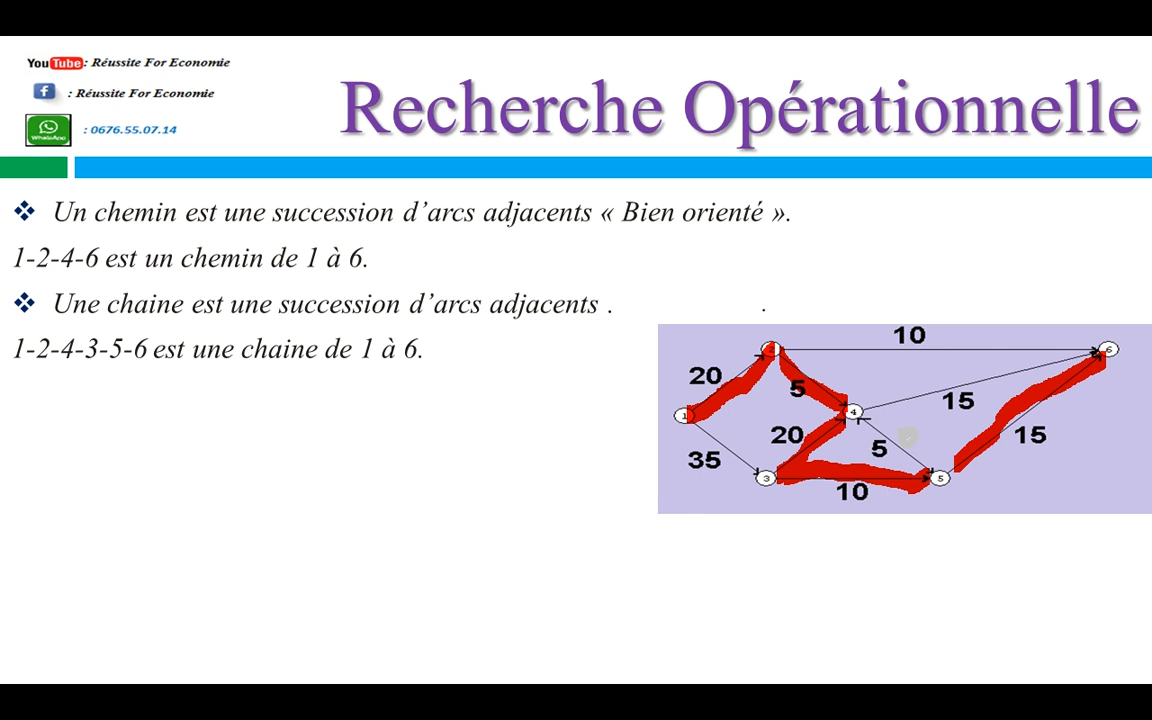 YouTube : Réussite For Economie
f : Réussite For Economie
WhatsApp : 0676.55.07.14
Recherche Opérationnelle
❖ Un chemin est une succession d’arcs adjacents « Bien orienté ».
1-2-4-6 est un chemin de 1 à 6.
❖ Une chaine est une succession d’arcs adjacents .
.
1-2-4-3-5-6 est une chaine de 1 à 6.
10
2
6
20
5
4
15
1
20
5
15
35
3
5
10